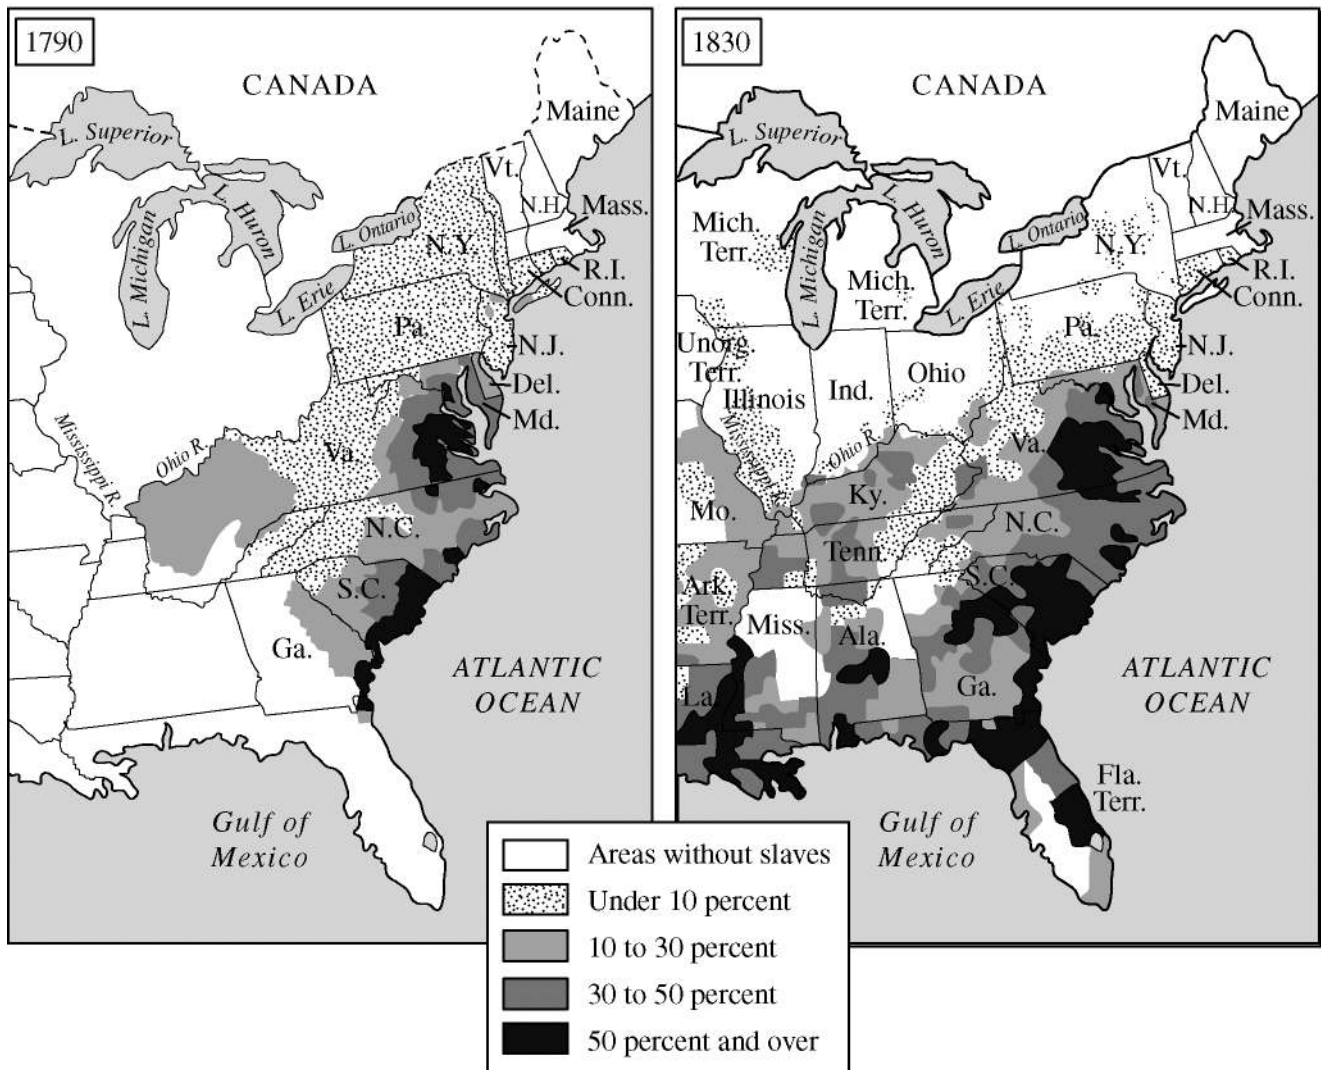 1790
CANADA
L. Superior
Maine
Vt.
N.H.
Mass.
L. Michigan
L. Huron
L. Ontario
N.Y.
R.I.
Conn.
L. Erie
Pa.
N.J.
Del.
Md.
Mississippi R.
Ohio R.
Va.
N.C.
S.C.
Ga.
ATLANTIC
OCEAN
Gulf of
Mexico
1830
CANADA
L. Superior
Maine
Vt.
N.H.
Mass.
Mich.
Terr.
L. Michigan
L. Huron
L. Ontario
N.Y.
R.I.
Conn.
Mich.
Terr.
L. Erie
Pa.
N.J.
Unorg.
Terr.
Illinois
Ind.
Ohio
Del.
Md.
Mississippi R.
Ohio R.
Va.
Mo.
Ky.
N.C.
Tenn.
S.C.
Ark.
Terr.
Miss.
Ala.
Ga.
La.
ATLANTIC
OCEAN
Fla.
Terr.
Gulf of
Mexico
Areas without slaves
Under 10 percent
10 to 30 percent
30 to 50 percent
50 percent and over